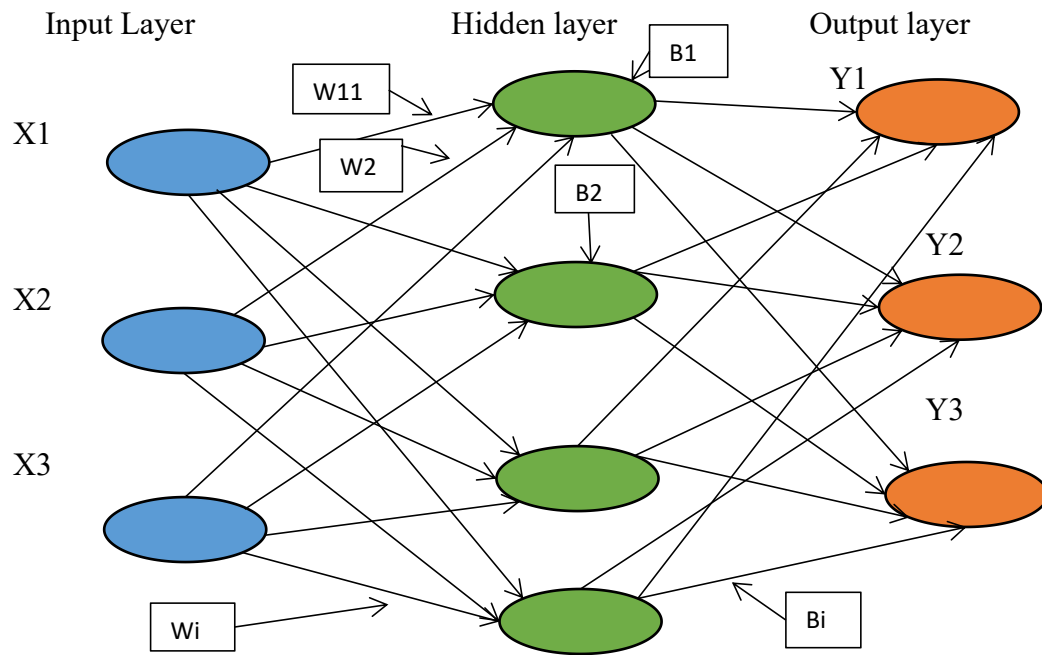 Input Layer
Hidden layer
Output layer
B1
Y1
W11
X1
W2
B2
Y2
X2
Y3
X3
Wi
Bi